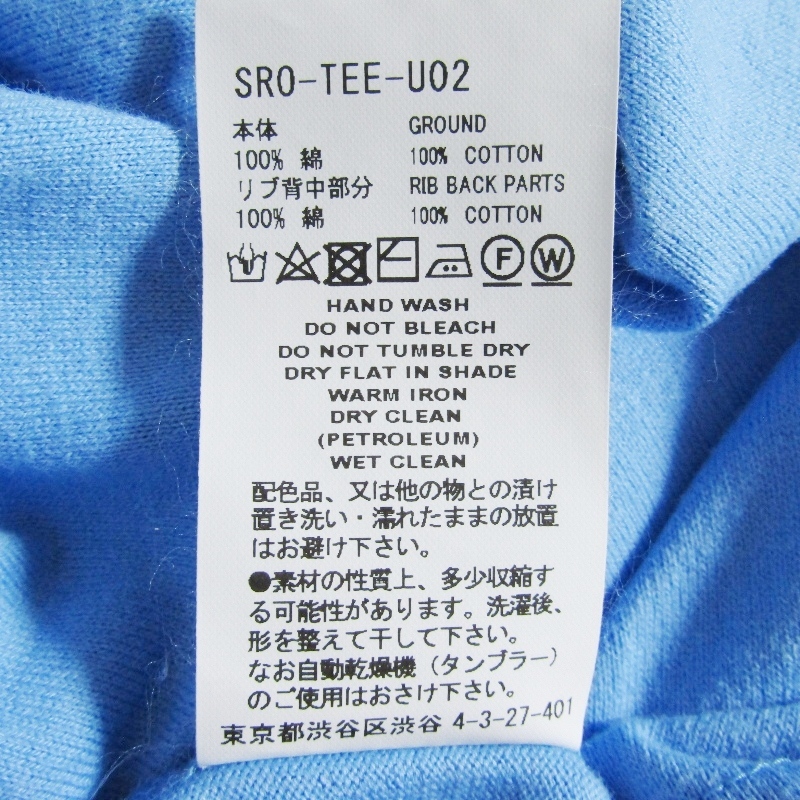 SRO-TEE-U02
本体 GROUND
100% 綿 100% COTTON
リブ背中部分 RIB BACK PARTS
100% 綿 100% COTTON
F W
HAND WASH
DO NOT BLEACH
DO NOT TUMBLE DRY
DRY FLAT IN SHADE
WARM IRON
DRY CLEAN
(PETROLEUM)
WET CLEAN
配色品、又は他の物との漬け
置き洗い・濡れたままの放置
はお避け下さい。
●素材の性質上、多少収縮す
る可能性があります。洗濯後、
形を整えて干して下さい。
なお自動乾燥機（タンブラー）
のご使用はおさけ下さい。
東京都渋谷区渋谷 4-3-27-401